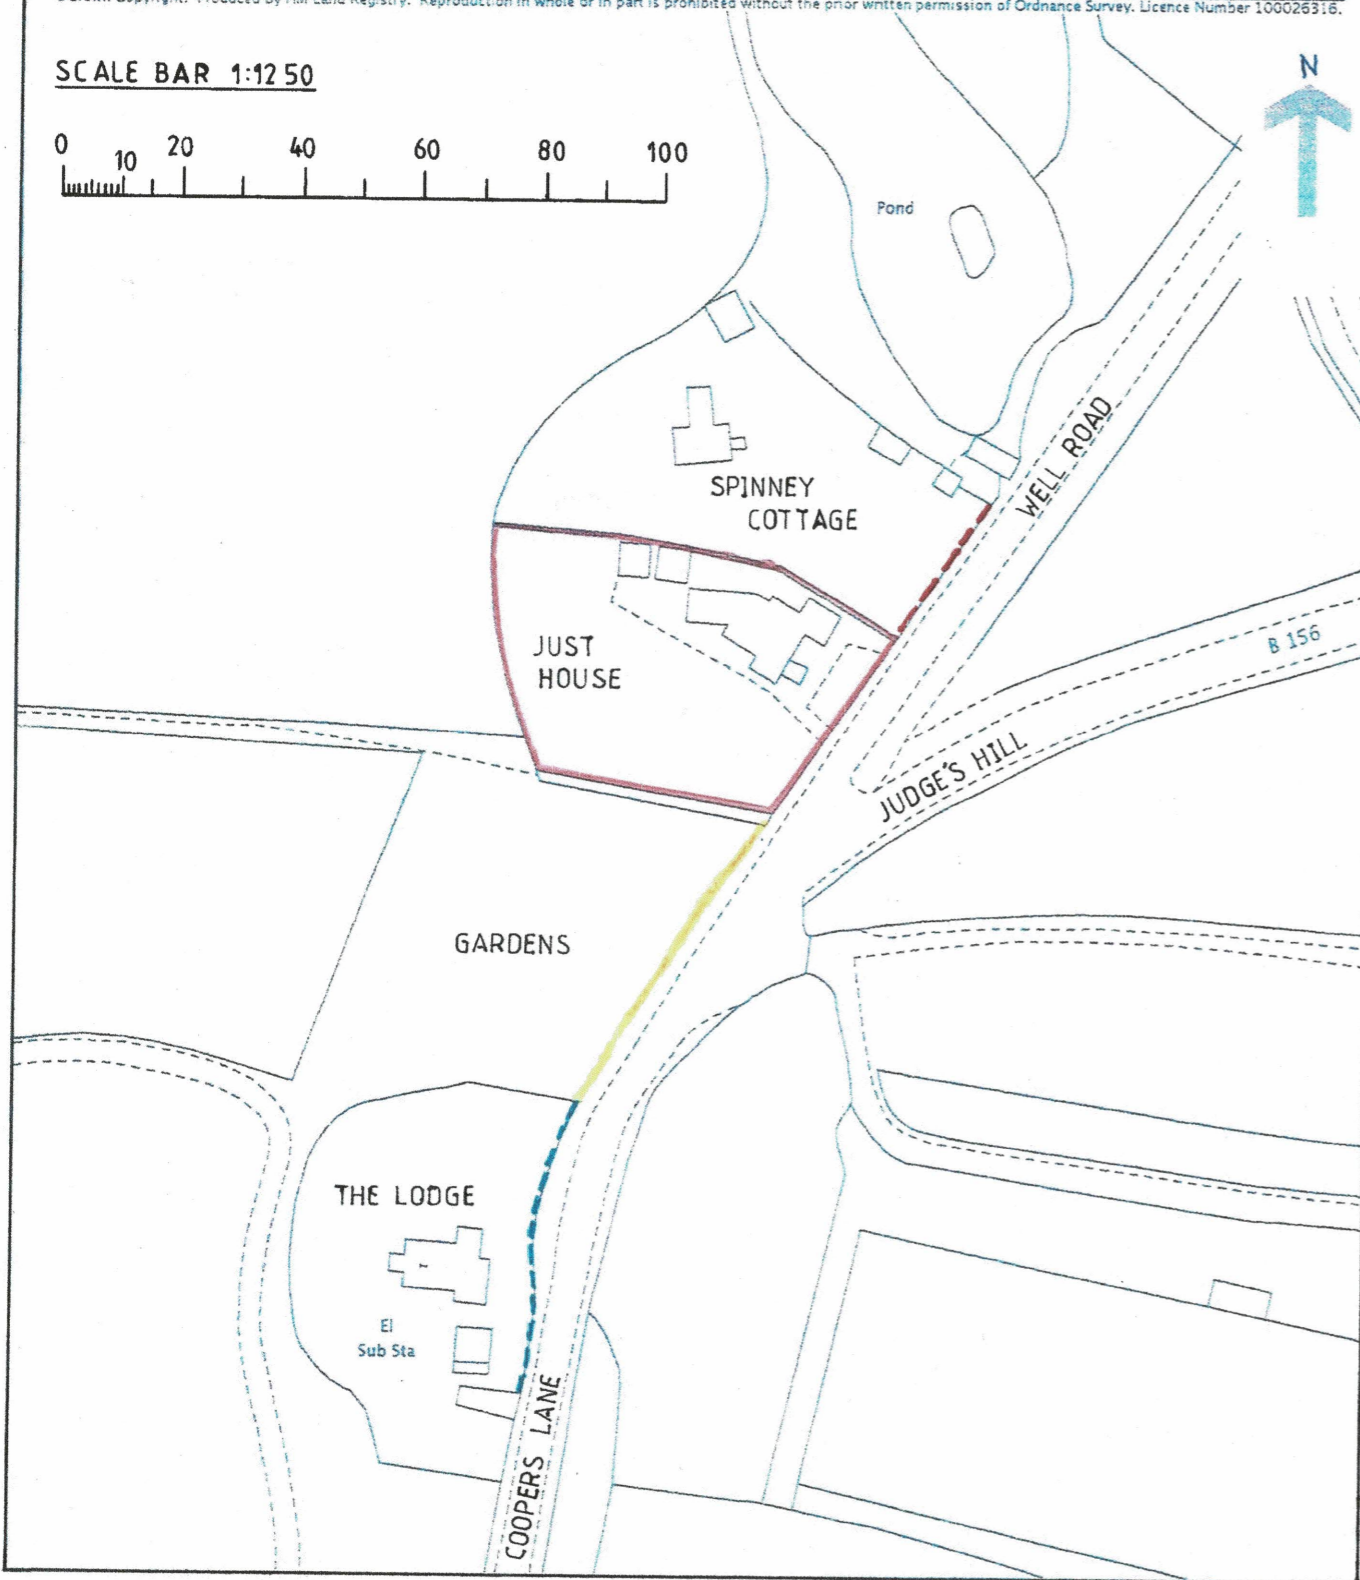 Crown Copyright. Produced by HM Land Registry. Reproduction in whole or in part is prohibited without the prior written permission of Ordnance Survey. Licence Number 100026316.
SCALE BAR 1:1250
N
0 10 20 40 60 80 100
Pond
WELL ROAD
SPINNEY
COTTAGE
JUST
HOUSE
B 156
JUDGE'S HILL
GARDENS
THE LODGE
El
Sub Sta
COOPERS LANE